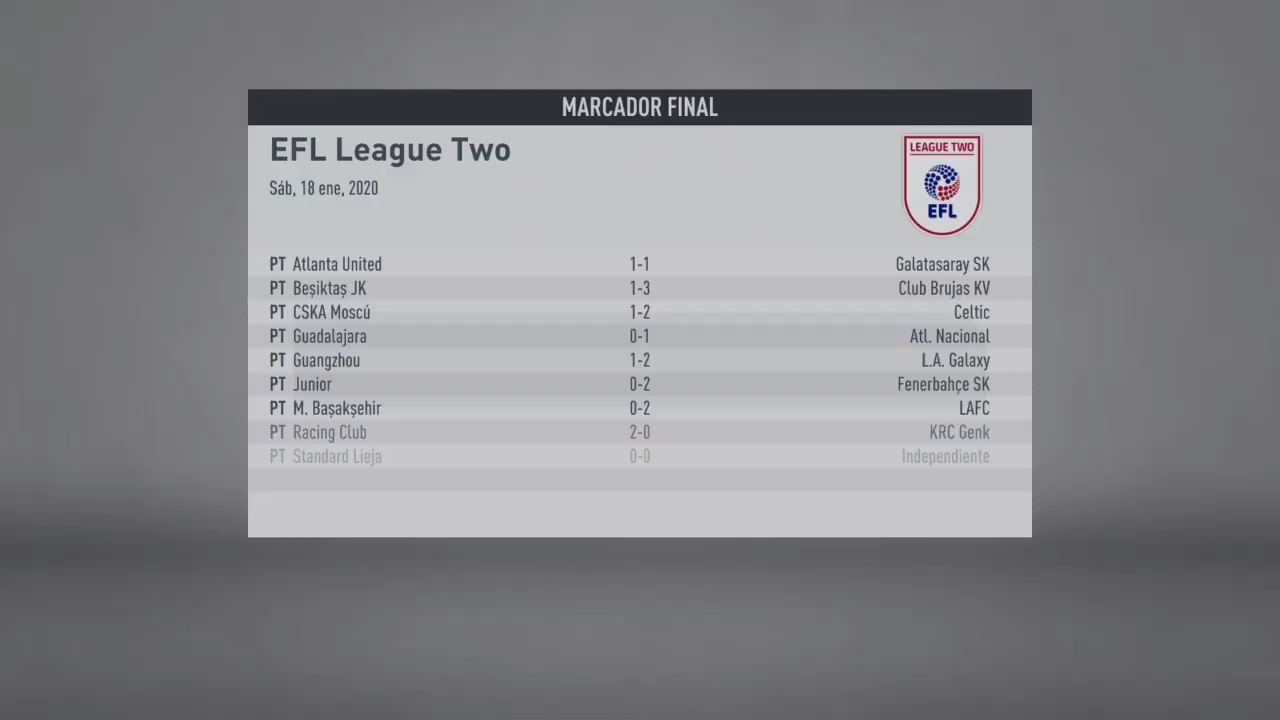 MARCADOR FINAL
EFL League Two
Sáb, 18 ene, 2020
LEAGUE TWO
EFL
PT Atlanta United 1-1 Galatasaray SK
PT Beşiktaş JK 1-3 Club Brujas KV
PT CSKA Moscú 1-2 Celtic
PT Guadalajara 0-1 Atl. Nacional
PT Guangzhou 1-2 L.A. Galaxy
PT Junior 0-2 Fenerbahçe SK
PT M. Başakşehir 0-2 LAFC
PT Racing Club 2-0 KRC Genk
PT Standard Lieja 0-0 Independiente